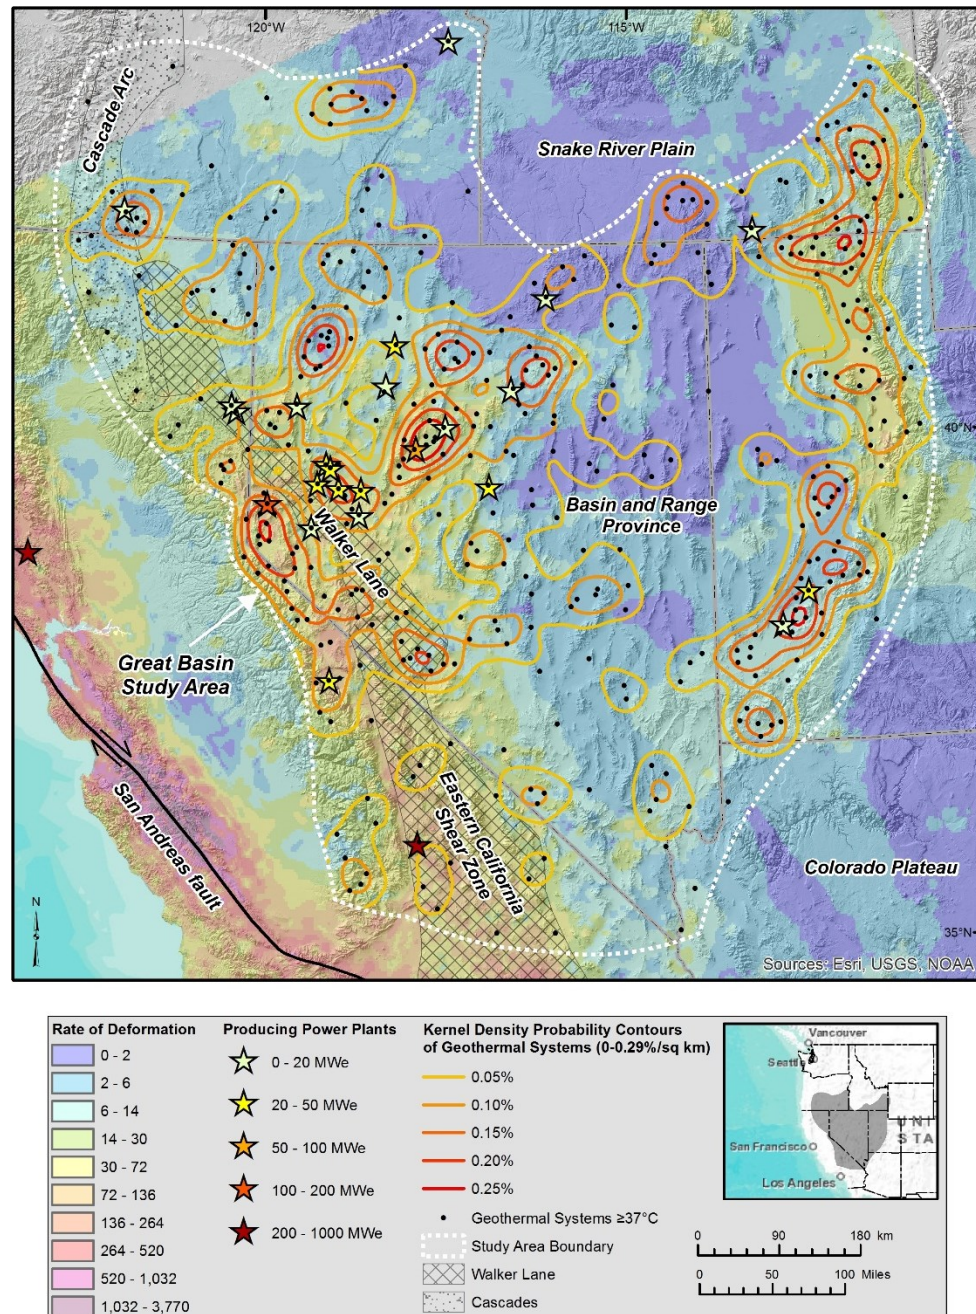 120°W
115°W
Cascade Arc
Snake River Plain
40°N
Basin and Range
Province
Walker Lane
Great Basin
Study Area
San Andreas fault
Eastern California
Shear Zone
Colorado Plateau
N
35°N
Sources: Esri, USGS, NOAA
Rate of Deformation
0 - 2
2 - 6
6 - 14
14 - 30
30 - 72
72 - 136
136 - 264
264 - 520
520 - 1,032
1,032 - 3,770
Producing Power Plants
0 - 20 MWe
20 - 50 MWe
50 - 100 MWe
100 - 200 MWe
200 - 1000 MWe
Kernel Density Probability Contours
of Geothermal Systems (0-0.29%/sq km)
0.05%
0.10%
0.15%
0.20%
0.25%
Geothermal Systems ≥37°C
Study Area Boundary
Walker Lane
Cascades
Vancouver
Seattle
UNI
STA
San Francisco
Los Angeles
0 90 180 km
0 50 100 Miles